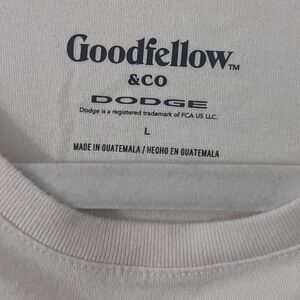 Goodfellow™
&CO
DODGE
Dodge is a registered trademark of FCA US LLC.
L
MADE IN GUATEMALA / HECHO EN GUATEMALA